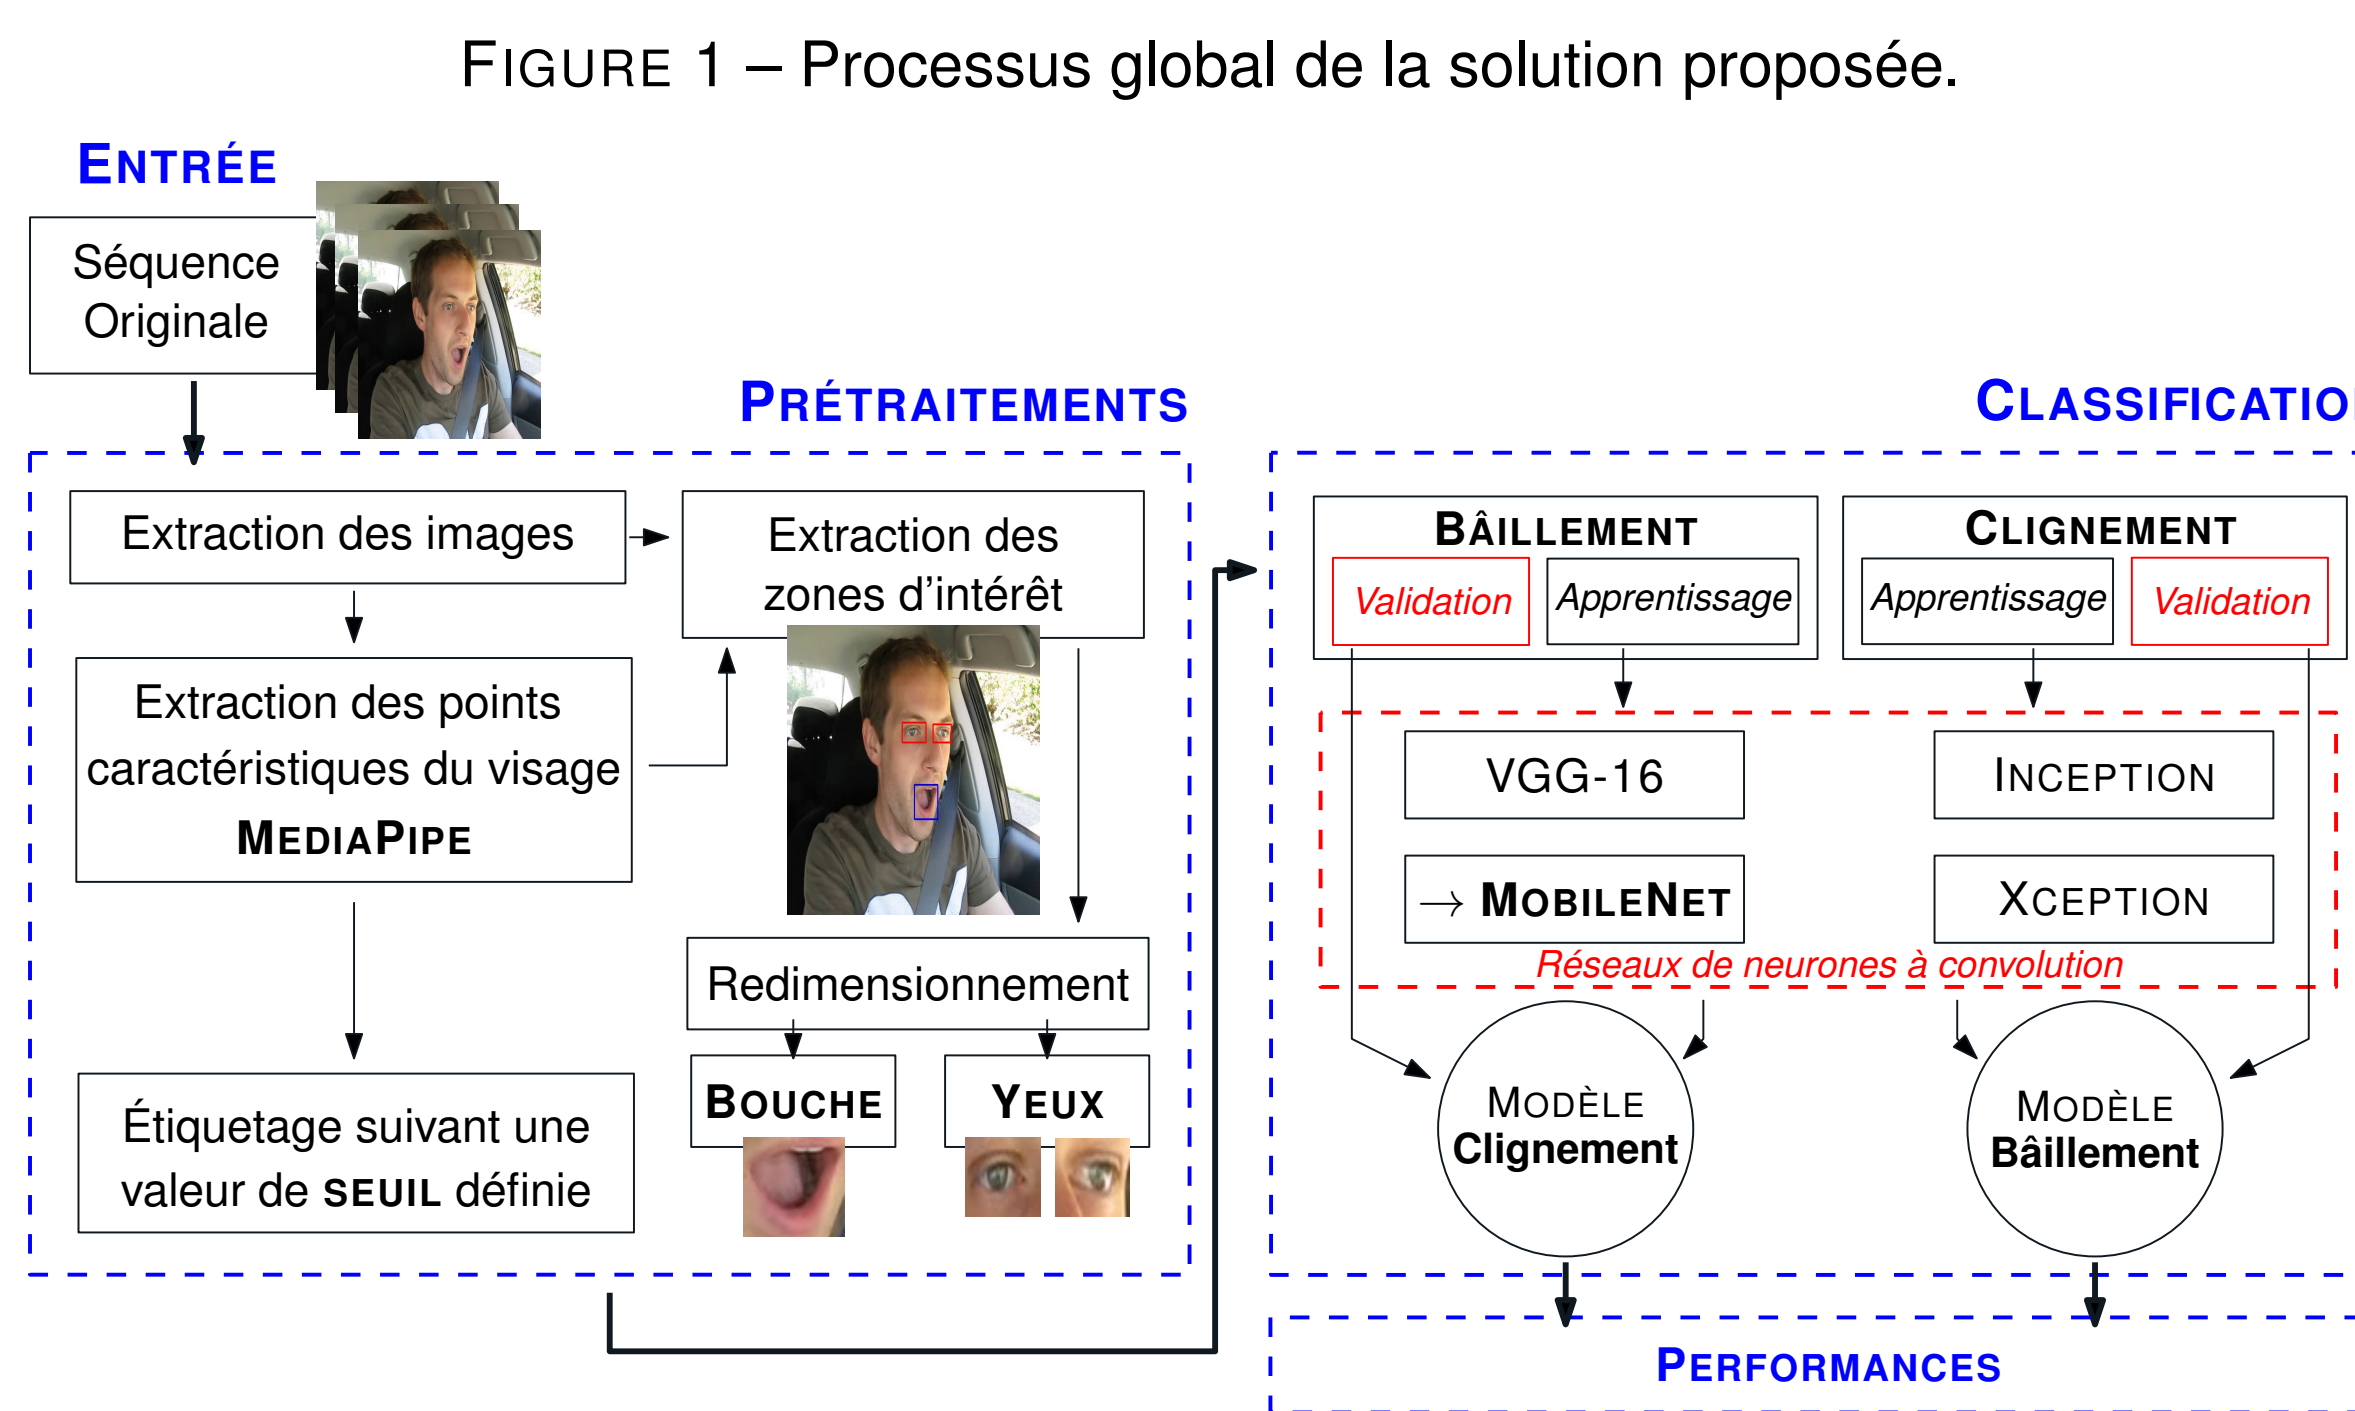 FIGURE 1 – Processus global de la solution proposée.
ENTRÉE
Séquence
Originale
PRÉTRAITEMENTS
Extraction des images
Extraction des
zones d'intérêt
Extraction des points
caractéristiques du visage
MEDIAPIPE
Redimensionnement
BOUCHE
YEUX
Étiquetage suivant une
valeur de SEUIL définie
CLASSIFICATION
BÂILLEMENT
Validation
Apprentissage
CLIGNEMENT
Apprentissage
Validation
VGG-16
INCEPTION
→ MOBILENET
XCEPTION
Réseaux de neurones à convolution
MODÈLE
Clignement
MODÈLE
Bâillement
PERFORMANCES